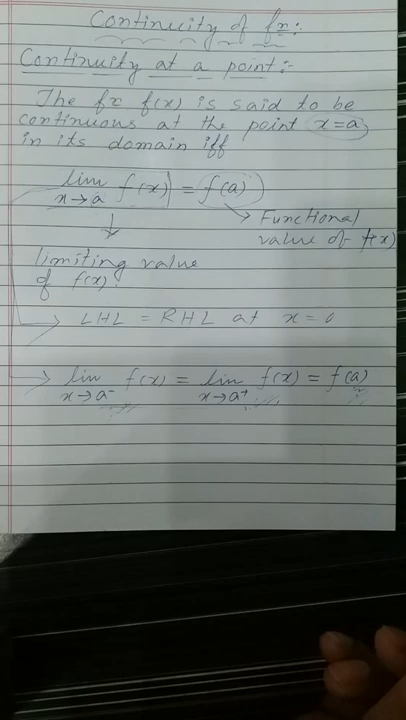 Continuity of fx:
Continuity at a point:-
The fx f(x) is said to be
continuous at the point x=a,
in its domain iff
lim f(x) = f(a)
x→a
→ Functional
value of f(x)
limiting value
of f(x).
→ LHL = RHL at x = 0
→ lim f(x) = lim f(x) = f(a)
x→a⁻ x→a⁺